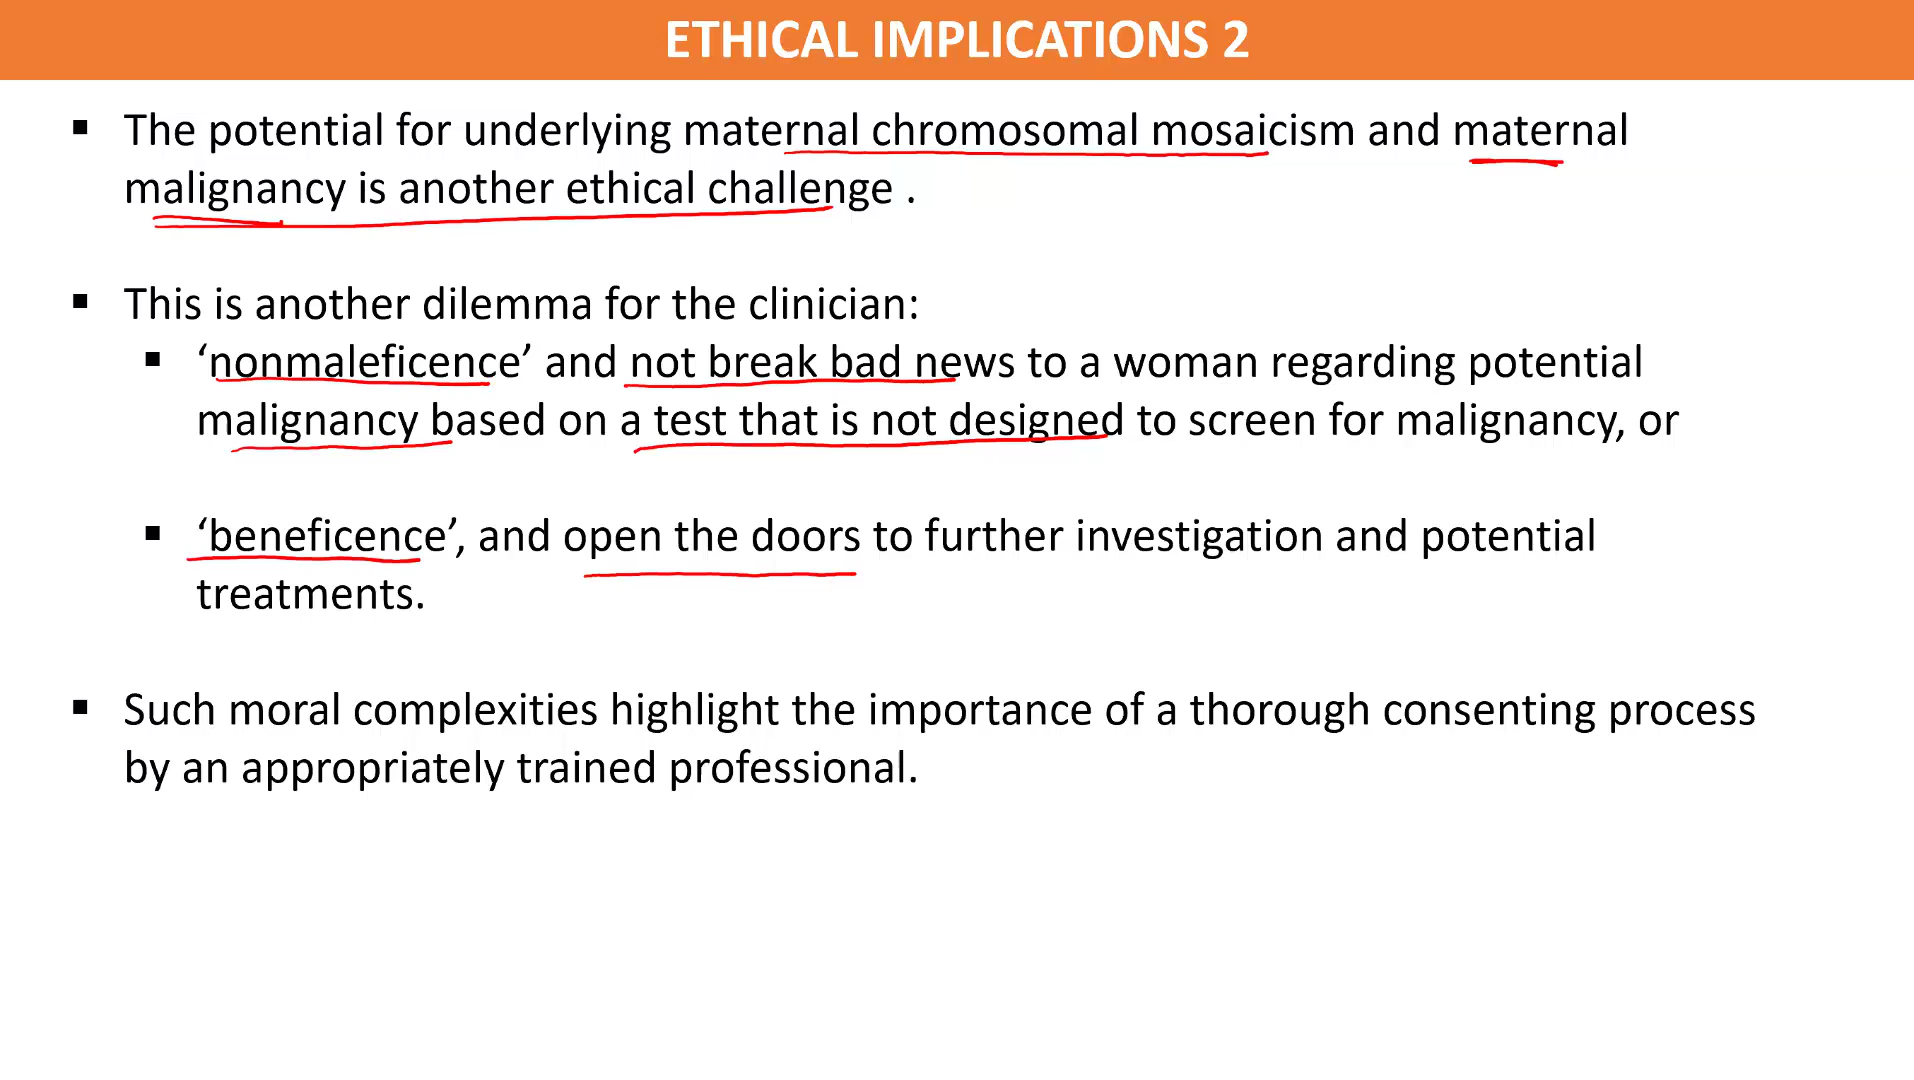 ETHICAL IMPLICATIONS 2
▪ The potential for underlying maternal chromosomal mosaicism and maternal
malignancy is another ethical challenge .
▪ This is another dilemma for the clinician:
▪ ‘nonmaleficence’ and not break bad news to a woman regarding potential
malignancy based on a test that is not designed to screen for malignancy, or
▪ ‘beneficence’, and open the doors to further investigation and potential
treatments.
▪ Such moral complexities highlight the importance of a thorough consenting process
by an appropriately trained professional.